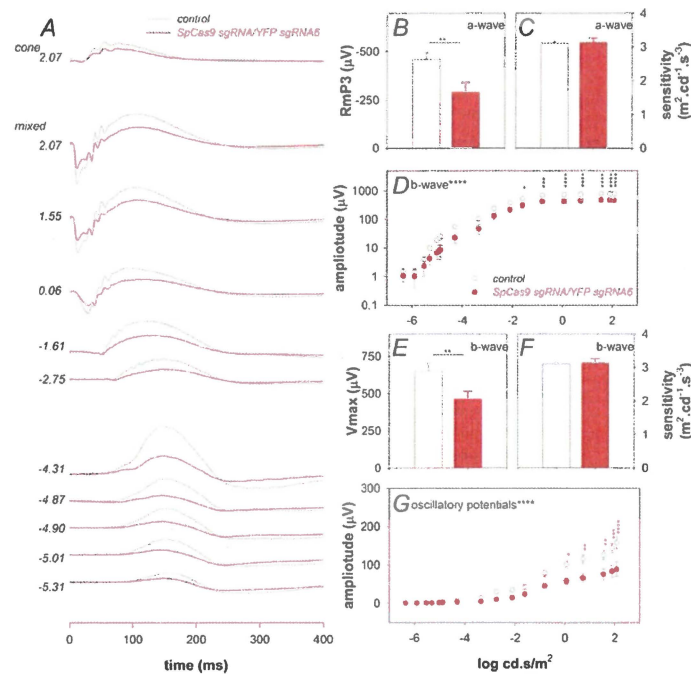 A
control
SpCas9 sgRNA/YFP sgRNA6
cone
2.07
mixed
2.07
1.55
0.06
-1.61
-2.75
-4.31
-4.87
-4.90
-5.01
-5.31
0 100 200 300 400
time (ms)
B a-wave
**
-500
-250
0
RmP3 (µV)
C a-wave
4
3
2
1
0
sensitivity
(m².cd⁻¹.s⁻³)
D b-wave****
1000
100
10
1
0.1
ampliotude (µV)
control
SpCas9 sgRNA/YFP sgRNA6
-6 -4 -2 0 2
E b-wave
**
750
500
250
0
Vmax (µV)
F b-wave
4
3
2
1
0
sensitivity
(m².cd⁻¹.s⁻³)
G oscillatory potentials****
300
200
100
0
ampliotude (µV)
-6 -4 -2 0 2
log cd.s/m²